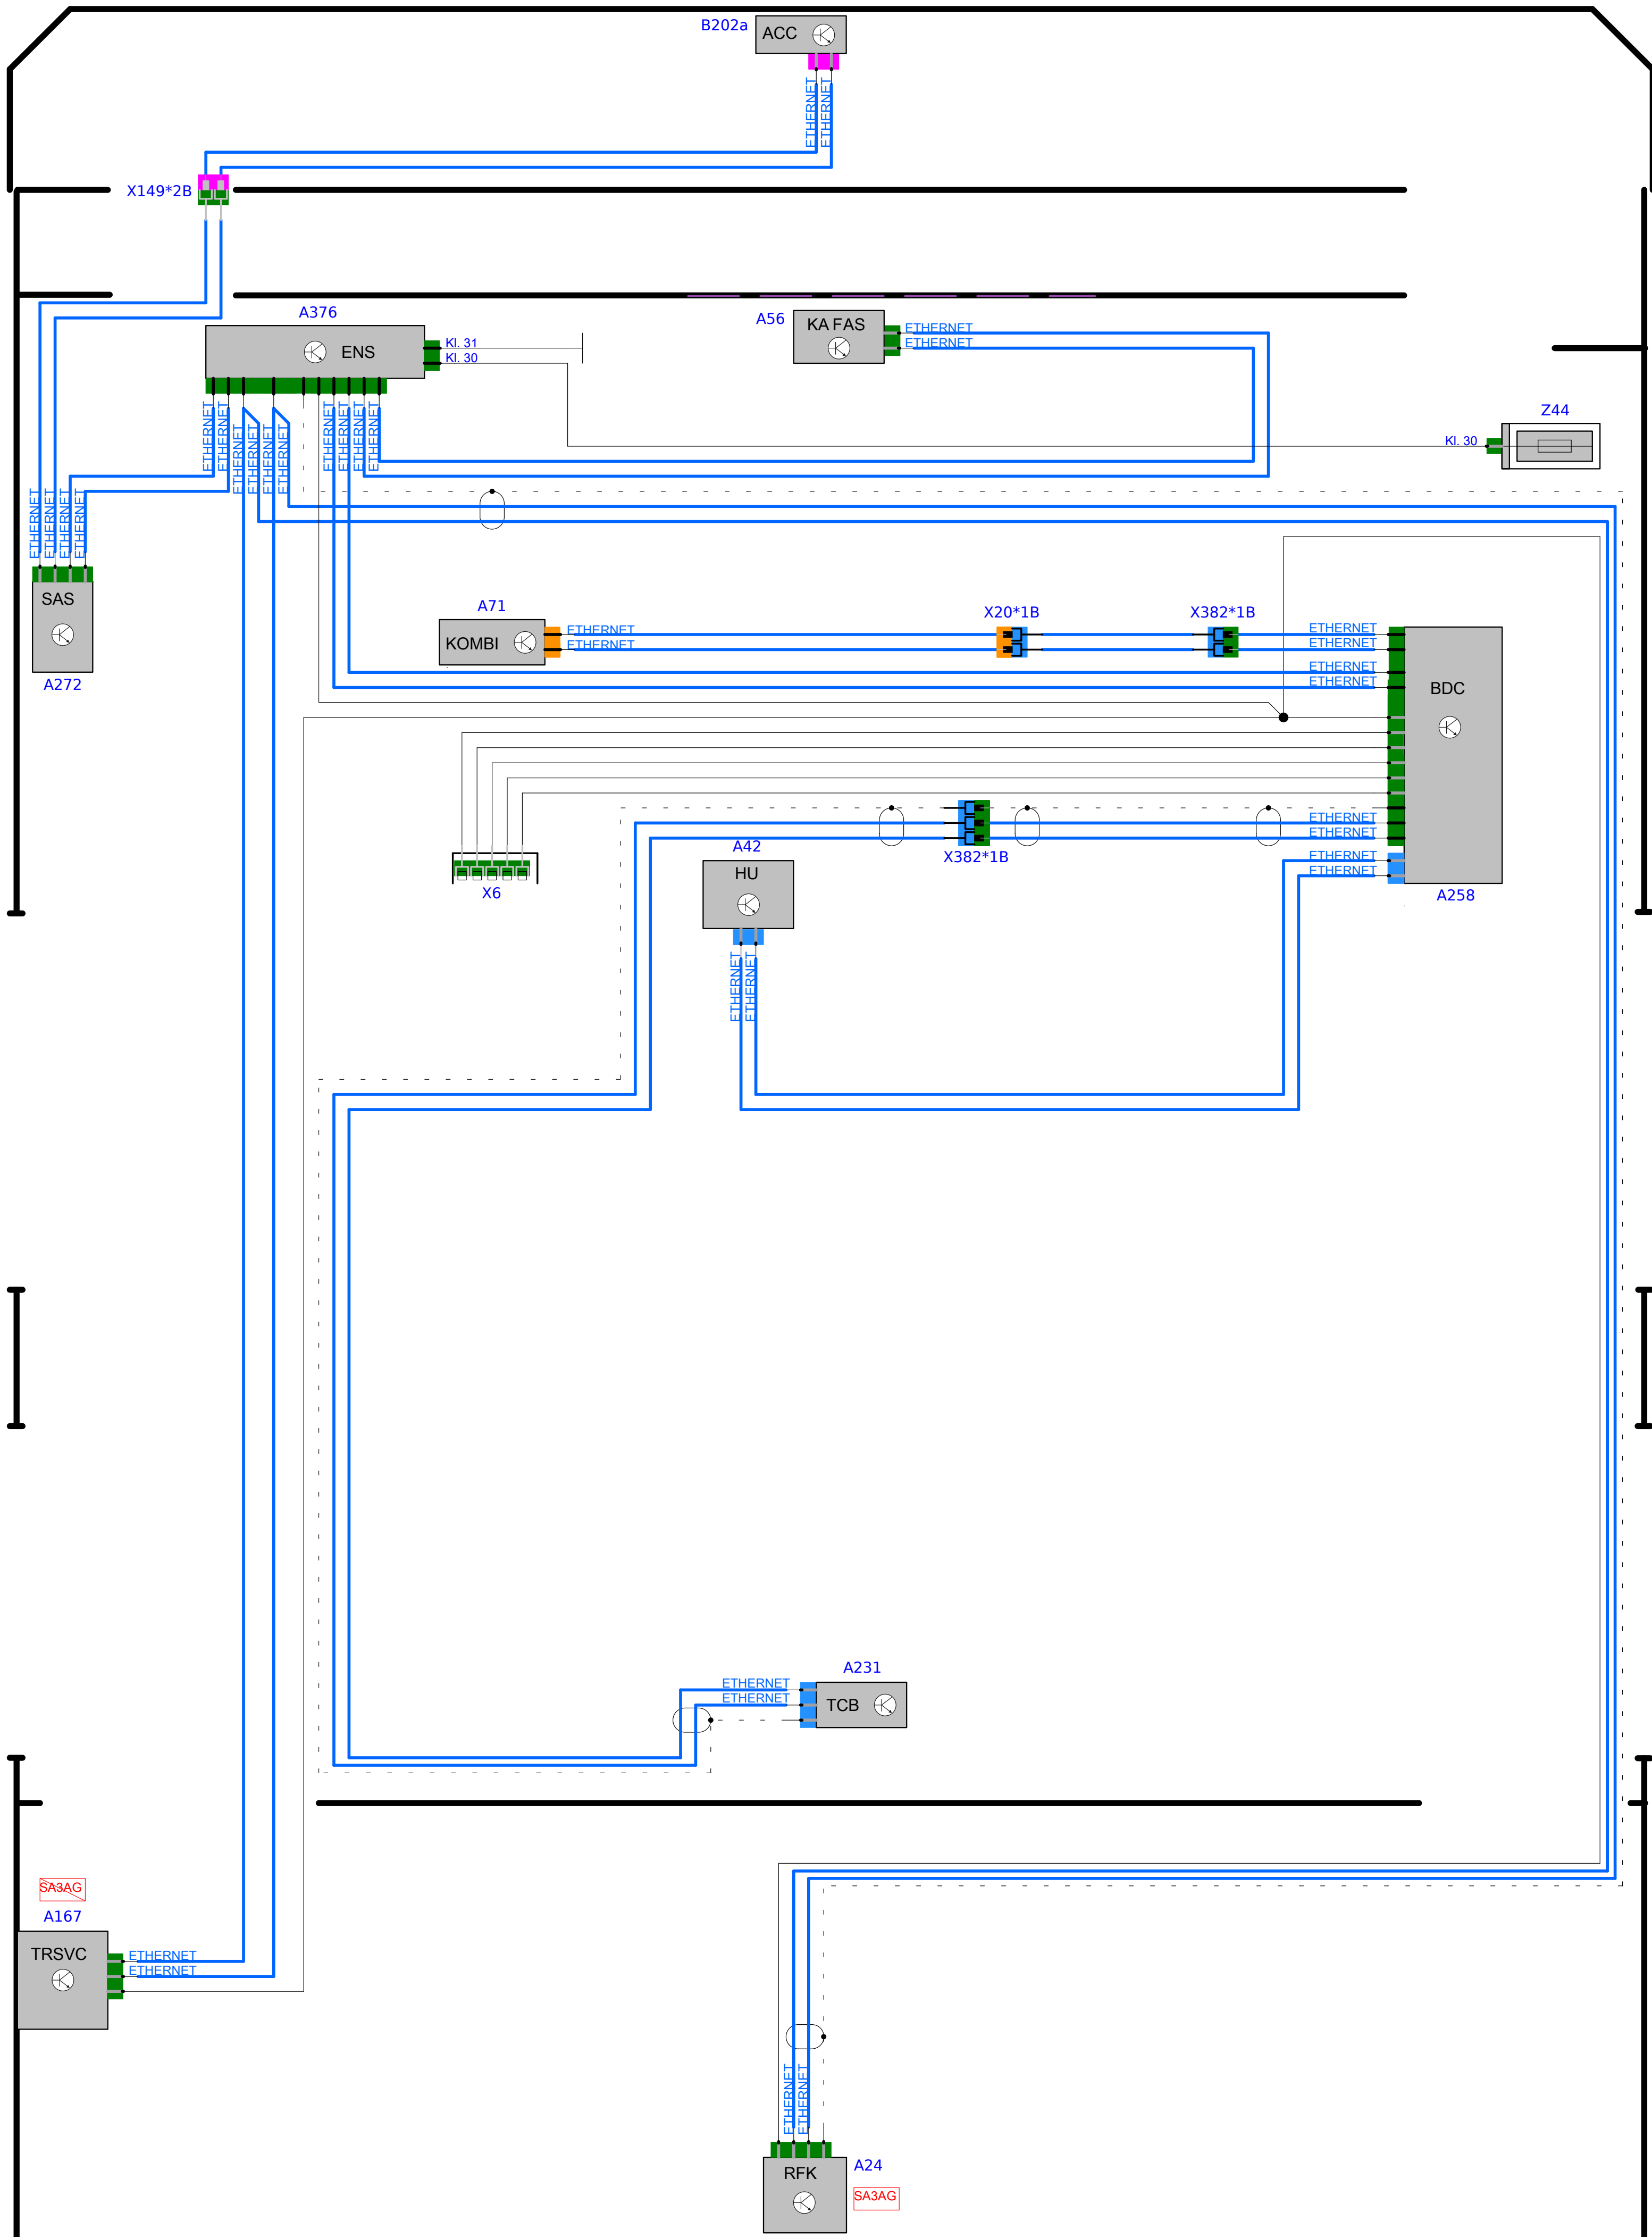 B202a
ACC
ETHERNET
ETHERNET
X149*2B
A376
ENS
Kl. 31
Kl. 30
A56
KAFAS
ETHERNET
ETHERNET
Z44
Kl. 30
ETHERNET
ETHERNET
ETHERNET
ETHERNET
ETHERNET
ETHERNET
ETHERNET
ETHERNET
ETHERNET
ETHERNET
ETHERNET
ETHERNET
ETHERNET
ETHERNET
SAS
A272
A71
KOMBI
ETHERNET
ETHERNET
X20*1B
X382*1B
ETHERNET
ETHERNET
ETHERNET
ETHERNET
BDC
X6
X382*1B
ETHERNET
ETHERNET
ETHERNET
ETHERNET
A258
A42
HU
ETHERNET
ETHERNET
A231
ETHERNET
ETHERNET
TCB
SA3AG
A167
TRSVC
ETHERNET
ETHERNET
ETHERNET
ETHERNET
RFK
A24
SA3AG